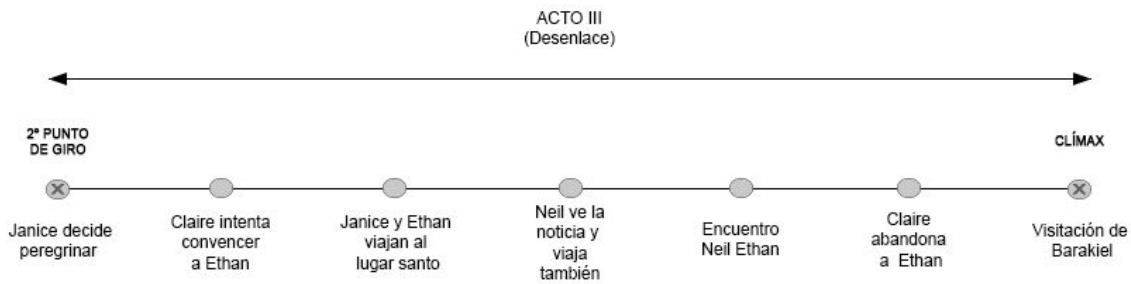 ACTO III
(Desenlace)
2º PUNTO
DE GIRO
CLÍMAX
Janice decide
peregrinar
Claire intenta
convencer
a Ethan
Janice y Ethan
viajan al
lugar santo
Neil ve la
noticia y
viaja
también
Encuentro
Neil Ethan
Claire
abandona
a Ethan
Visitación de
Barakiel